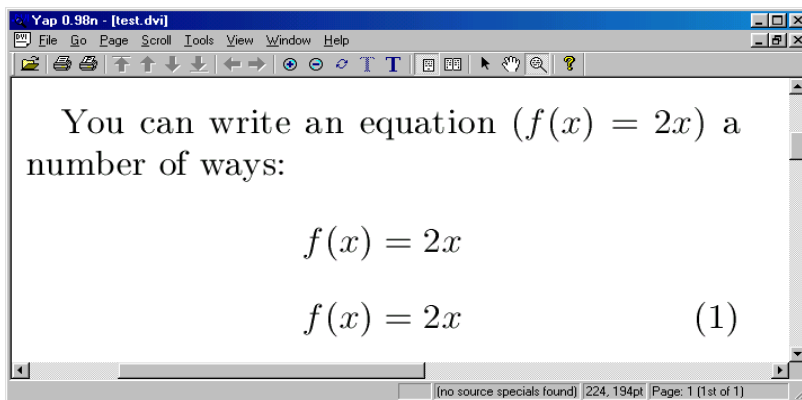 Yap 0.98n - [test.dvi]
File Go Page Scroll Tools View Window Help
You can write an equation (f(x) = 2x) a
number of ways:
f(x) = 2x
f(x) = 2x (1)
(no source specials found) 224, 194pt Page: 1 (1st of 1)